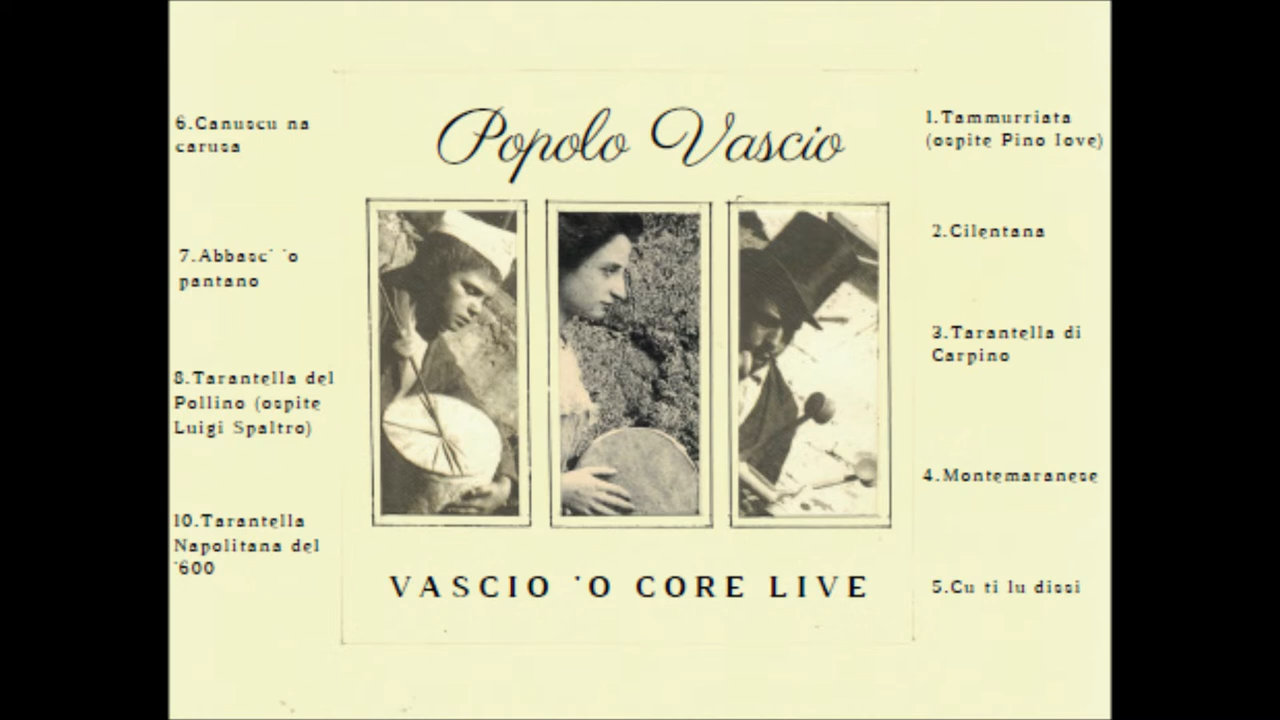 Popolo Vascio
6.Canuscu na
carusa
7.Abbasc' 'o
pantano
8.Tarantella del
Pollino (ospite
Luigi Spaltro)
10.Tarantella
Napolitana del
'600
1.Tammurriata
(ospite Pino Iove)
2.Cilentana
3.Tarantella di
Carpino
4.Montemaranese
5.Cu ti lu dissi
VASCIO 'O CORE LIVE